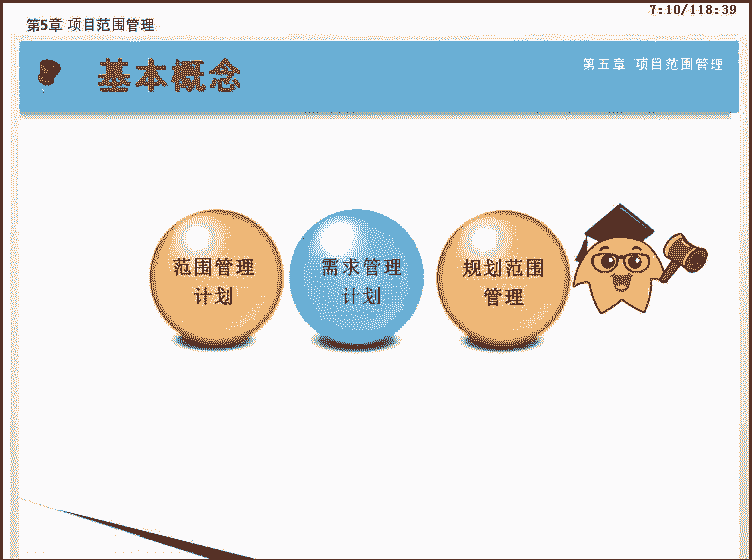 7:10/118:39
第5章 项目范围管理
基本概念
第五章 项目范围管理
范围管理
计划
需求管理
计划
规划范围
管理